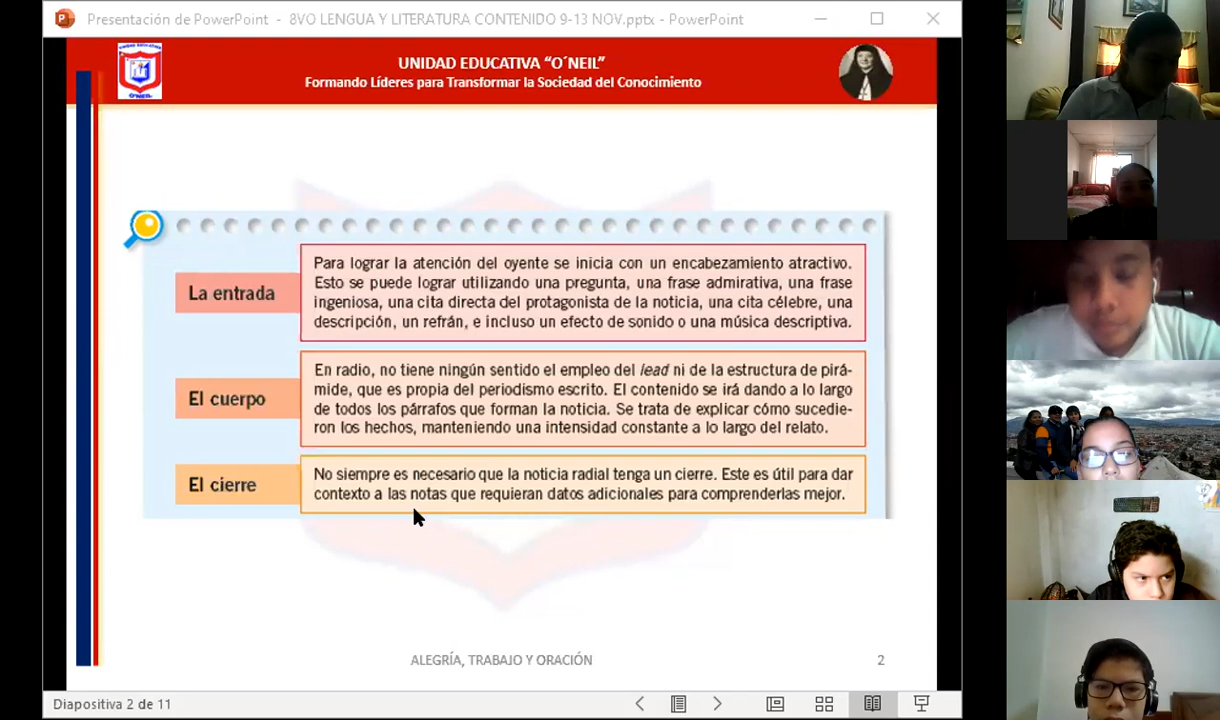 Presentación de PowerPoint - 8VO LENGUA Y LITERATURA CONTENIDO 9-13 NOV.pptx - PowerPoint
UNIDAD EDUCATIVA “O´NEIL”
Formando Líderes para Transformar la Sociedad del Conocimiento
O´NEIL
La entrada
Para lograr la atención del oyente se inicia con un encabezamiento atractivo.
Esto se puede lograr utilizando una pregunta, una frase admirativa, una frase
ingeniosa, una cita directa del protagonista de la noticia, una cita célebre, una
descripción, un refrán, e incluso un efecto de sonido o una música descriptiva.
El cuerpo
En radio, no tiene ningún sentido el empleo del lead ni de la estructura de pirá-
mide, que es propia del periodismo escrito. El contenido se irá dando a lo largo
de todos los párrafos que forman la noticia. Se trata de explicar cómo sucedie-
ron los hechos, manteniendo una intensidad constante a lo largo del relato.
El cierre
No siempre es necesario que la noticia radial tenga un cierre. Este es útil para dar
contexto a las notas que requieran datos adicionales para comprenderlas mejor.
ALEGRÍA, TRABAJO Y ORACIÓN
2
Diapositiva 2 de 11